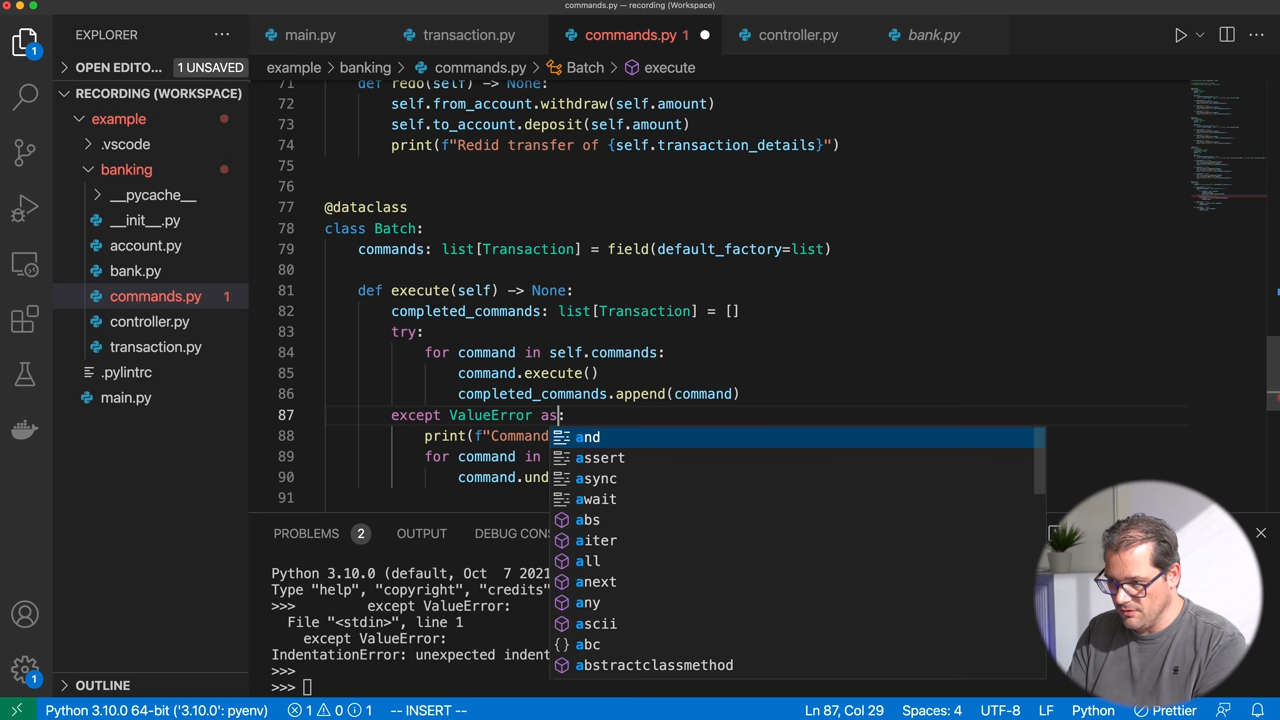 commands.py — recording (Workspace)
EXPLORER
main.py
transaction.py
commands.py 1
controller.py
bank.py
OPEN EDITO... 1 UNSAVED
example > banking > commands.py > Batch > execute
RECORDING (WORKSPACE)
example
.vscode
banking
__pycache__
__init__.py
account.py
bank.py
commands.py 1
controller.py
transaction.py
.pylintrc
main.py
OUTLINE
71 def redo(self) -> None:
72 self.from_account.withdraw(self.amount)
73 self.to_account.deposit(self.amount)
74 print(f"Redid transfer of {self.transaction_details}")
75
76
77 @dataclass
78 class Batch:
79 commands: list[Transaction] = field(default_factory=list)
80
81 def execute(self) -> None:
82 completed_commands: list[Transaction] = []
83 try:
84 for command in self.commands:
85 command.execute()
86 completed_commands.append(command)
87 except ValueError as:
88 print(f"Command
89 for command in
90 command.und
91
and
assert
async
await
abs
aiter
all
anext
any
ascii
abc
abstractclassmethod
PROBLEMS 2 OUTPUT DEBUG CON
Python 3.10.0 (default, Oct 7 2021
Type "help", "copyright", "credits"
>>> except ValueError:
File "<stdin>", line 1
except ValueError:
IndentationError: unexpected indent
>>>
>>>
1
1
Python 3.10.0 64-bit ('3.10.0': pyenv) 1 0 1 -- INSERT -- Ln 87, Col 29 Spaces: 4 UTF-8 LF Python Prettier